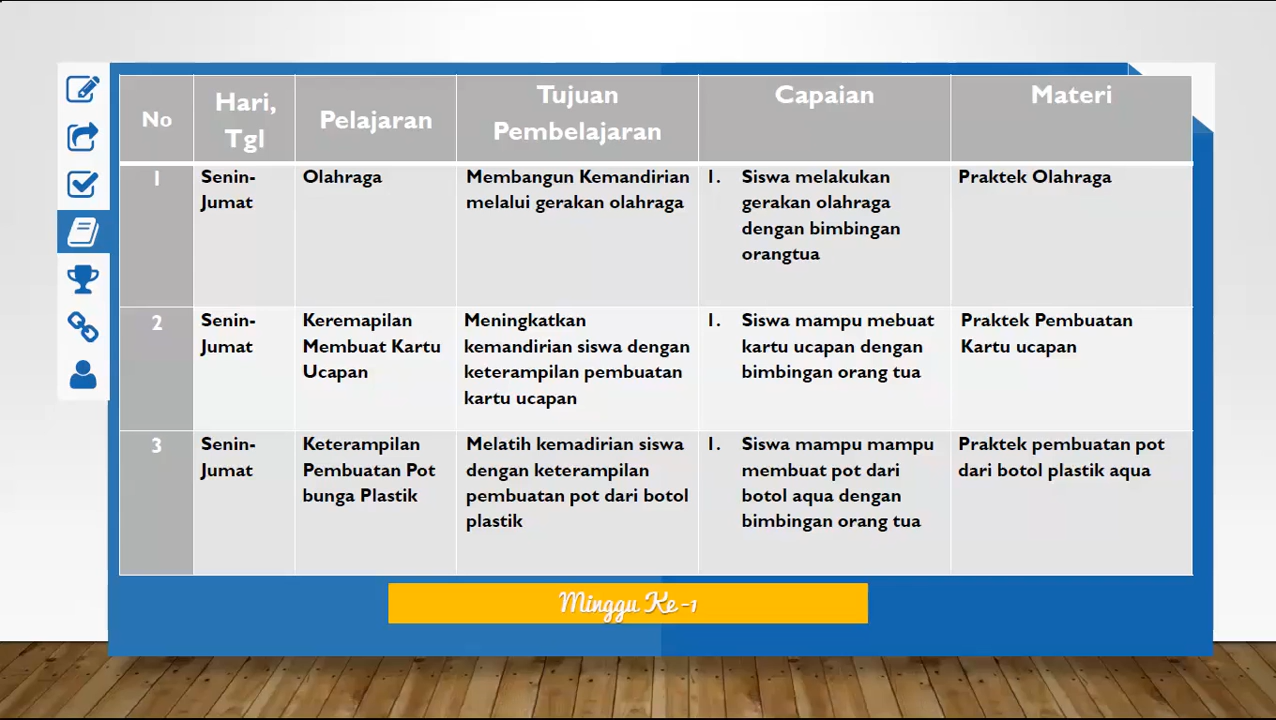 No
Hari,
Tgl
Pelajaran
Tujuan
Pembelajaran
Capaian
Materi
1
Senin-
Jumat
Olahraga
Membangun Kemandirian
melalui gerakan olahraga
1. Siswa melakukan
gerakan olahraga
dengan bimbingan
orangtua
Praktek Olahraga
2
Senin-
Jumat
Keremapilan
Membuat Kartu
Ucapan
Meningkatkan
kemandirian siswa dengan
keterampilan pembuatan
kartu ucapan
1. Siswa mampu mebuat
kartu ucapan dengan
bimbingan orang tua
Praktek Pembuatan
Kartu ucapan
3
Senin-
Jumat
Keterampilan
Pembuatan Pot
bunga Plastik
Melatih kemadirian siswa
dengan keterampilan
pembuatan pot dari botol
plastik
1. Siswa mampu mampu
membuat pot dari
botol aqua dengan
bimbingan orang tua
Praktek pembuatan pot
dari botol plastik aqua
Minggu Ke -1